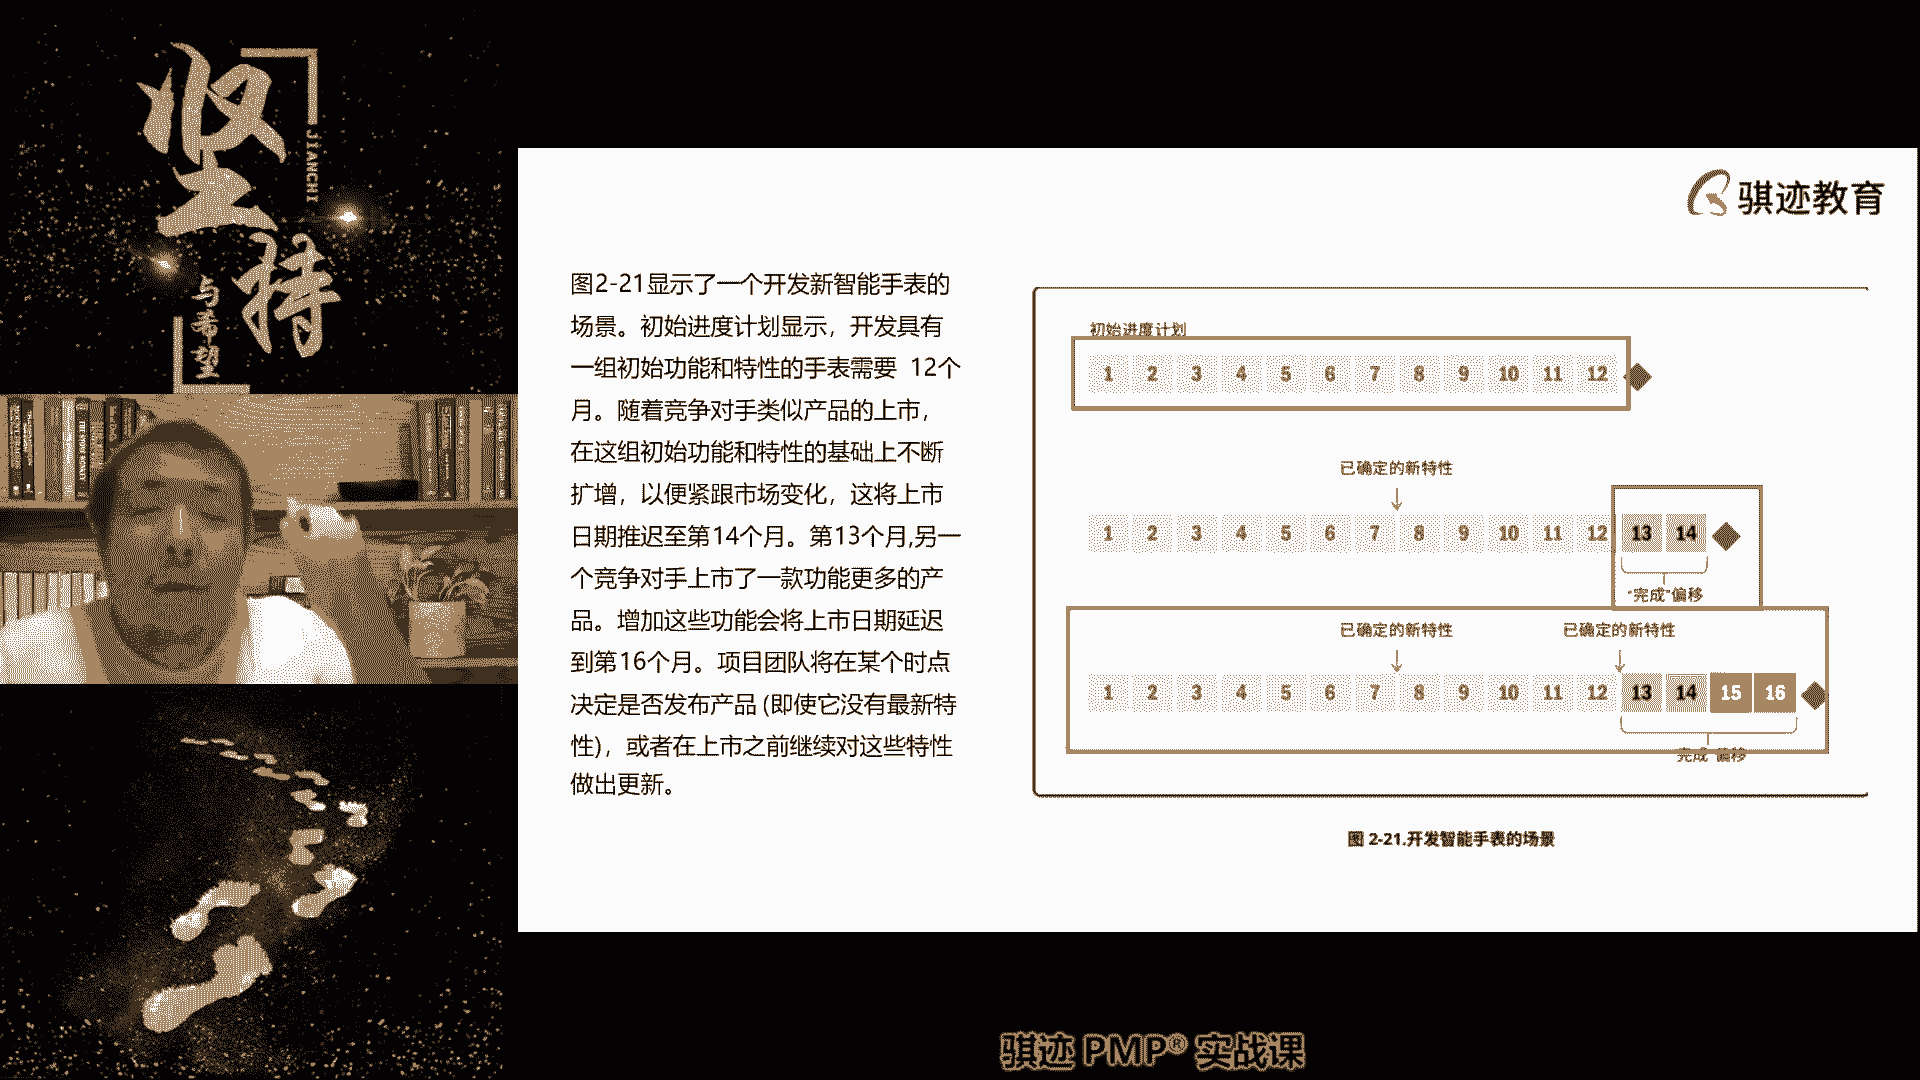 坚持
JIANCHI
与希望
骐迹教育
图2-21显示了一个开发新智能手表的
场景。初始进度计划显示，开发具有
一组初始功能和特性的手表需要 12个
月。随着竞争对手类似产品的上市，
在这组初始功能和特性的基础上不断
扩增，以便紧跟市场变化，这将上市
日期推迟至第14个月。第13个月,另一
个竞争对手上市了一款功能更多的产
品。增加这些功能会将上市日期延迟
到第16个月。项目团队将在某个时点
决定是否发布产品 (即使它没有最新特
性)，或者在上市之前继续对这些特性
做出更新。
初始进度计划
1 2 3 4 5 6 7 8 9 10 11 12
已确定的新特性
1 2 3 4 5 6 7 8 9 10 11 12 13 14
“完成”偏移
已确定的新特性 已确定的新特性
1 2 3 4 5 6 7 8 9 10 11 12 13 14 15 16
完成 偏移
图 2-21.开发智能手表的场景
骐迹 PMP® 实战课